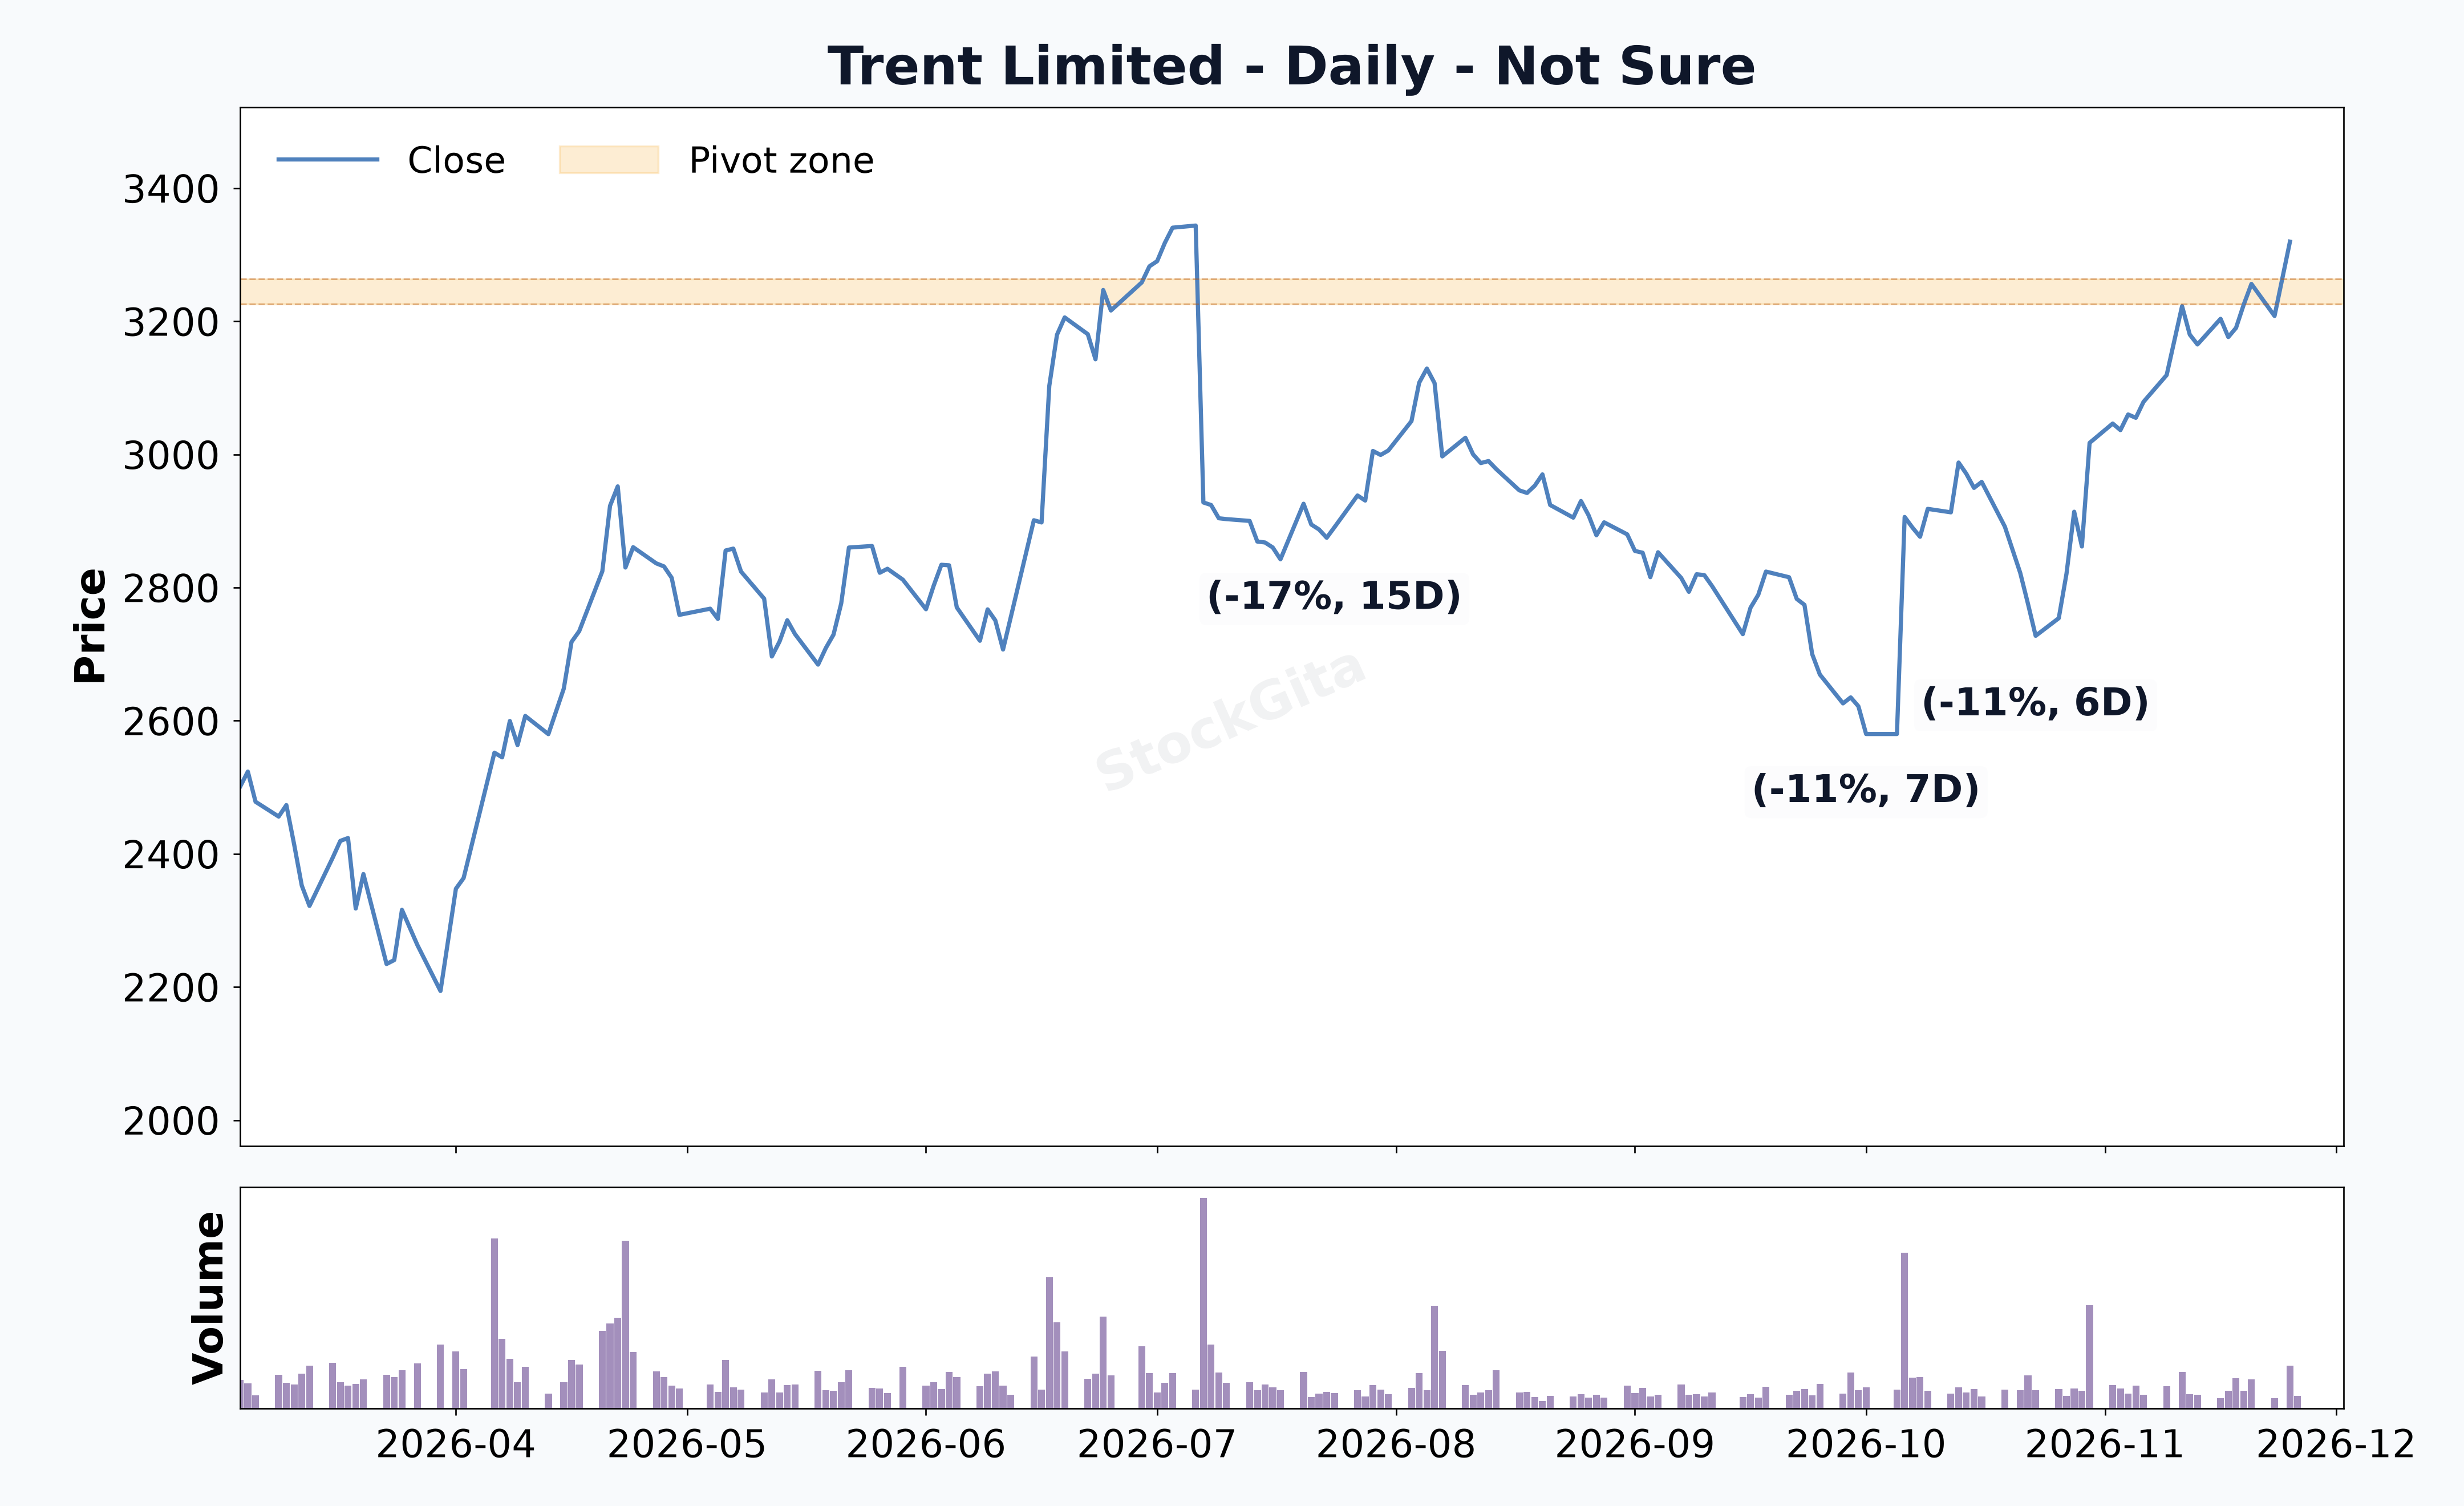 Trent Limited - Daily - Not Sure
Close
Pivot zone
3400
3200
3000
2800
2600
2400
2200
2000
Price
(-17%, 15D)
(-11%, 6D)
(-11%, 7D)
StockGita
Volume
2026-04
2026-05
2026-06
2026-07
2026-08
2026-09
2026-10
2026-11
2026-12